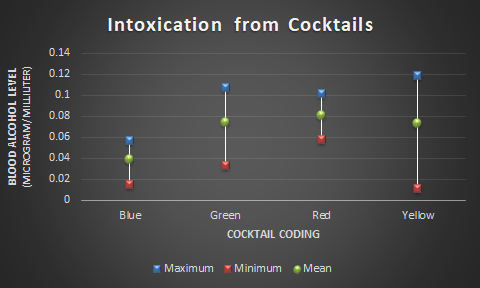 Intoxication from Cocktails
BLOOD ALCOHOL LEVEL
(MICROGRAM / MILLILITER)
0.14
0.12
0.1
0.08
0.06
0.04
0.02
0
Blue Green Red Yellow
COCKTAIL CODING
Maximum Minimum Mean